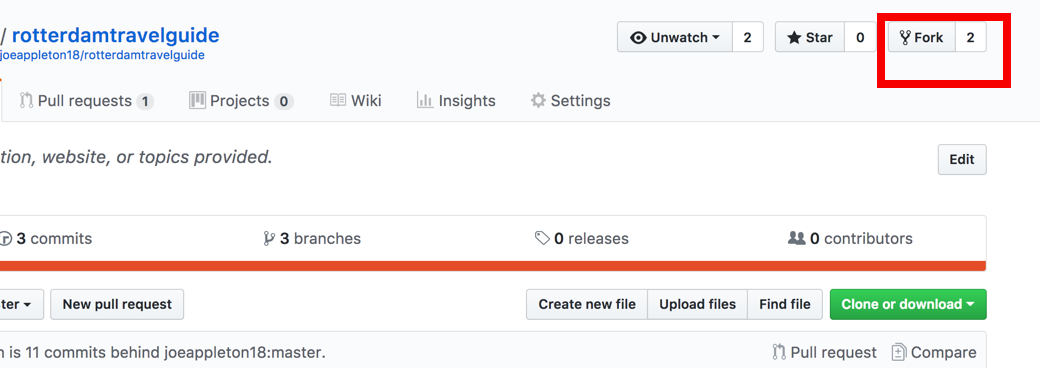 / rotterdamtravelguide
joeappleton18/rotterdamtravelguide
Unwatch 2 Star 0 Fork 2
Pull requests 1 Projects 0 Wiki Insights Settings
tion, website, or topics provided.
Edit
3 commits 3 branches 0 releases 0 contributors
ter New pull request Create new file Upload files Find file Clone or download
n is 11 commits behind joeappleton18:master. Pull request Compare